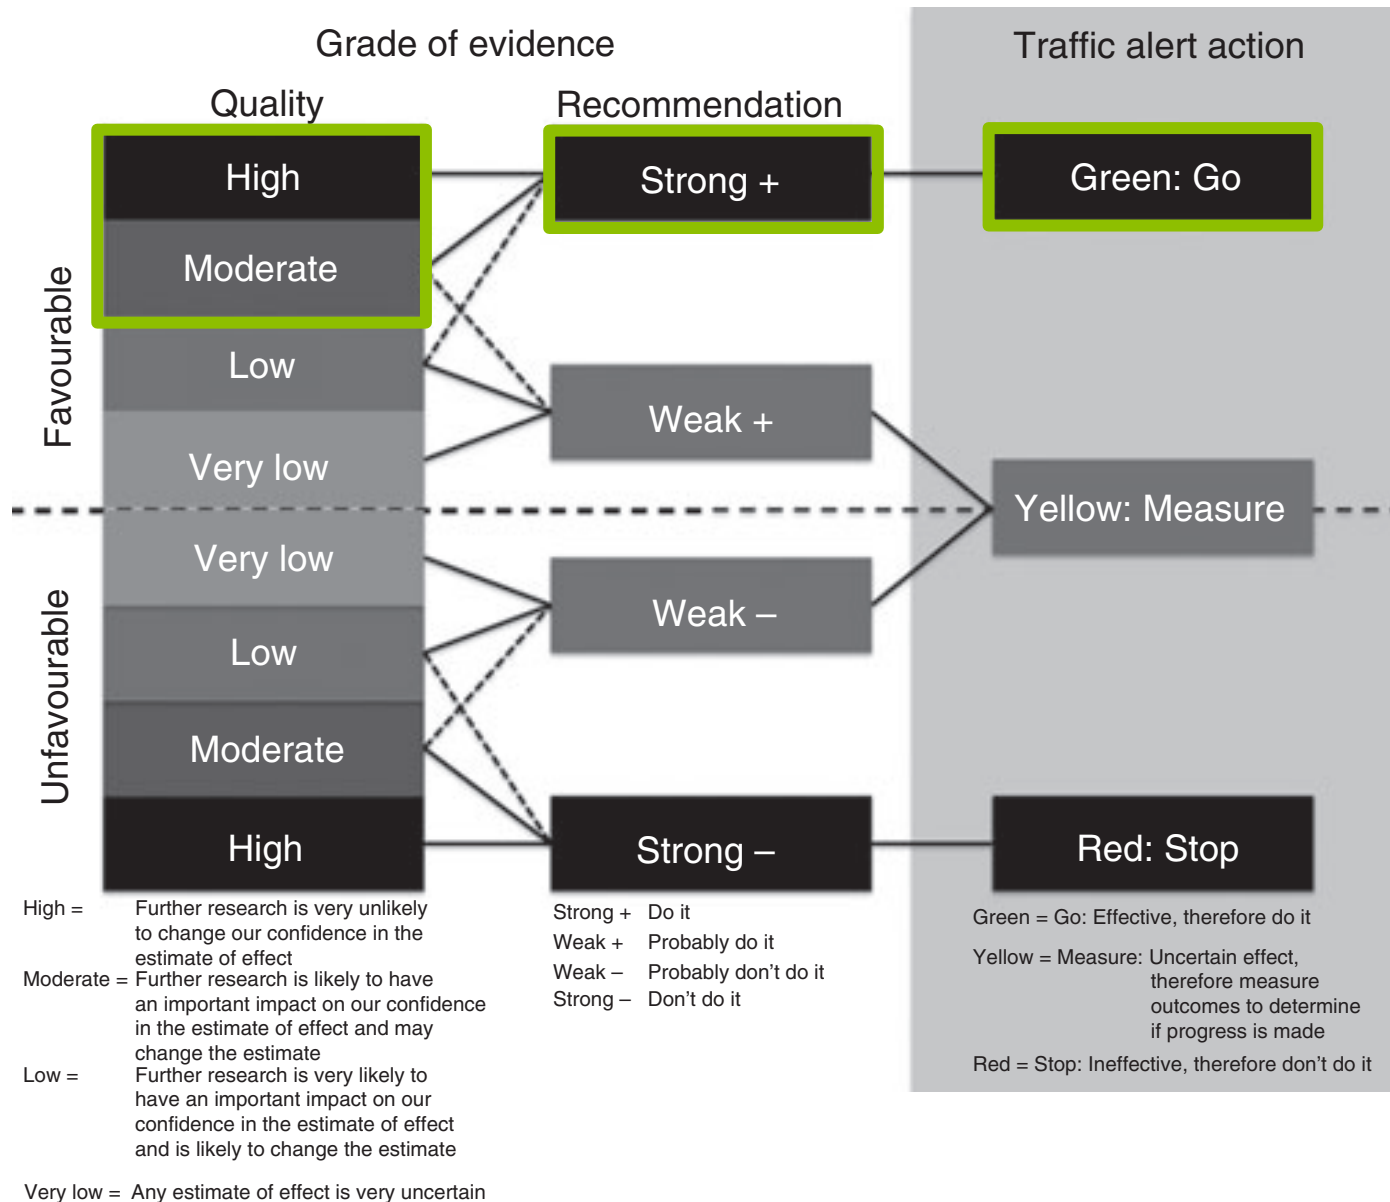 Grade of evidence
Traffic alert action
Quality
Recommendation
Favourable
Unfavourable
High
Moderate
Low
Very low
Very low
Low
Moderate
High
Strong +
Weak +
Weak –
Strong –
Green: Go
Yellow: Measure
Red: Stop
High = Further research is very unlikely
to change our confidence in the
estimate of effect
Moderate = Further research is likely to have
an important impact on our confidence
in the estimate of effect and may
change the estimate
Low = Further research is very likely to
have an important impact on our
confidence in the estimate of effect
and is likely to change the estimate
Very low = Any estimate of effect is very uncertain
Strong + Do it
Weak + Probably do it
Weak – Probably don't do it
Strong – Don't do it
Green = Go: Effective, therefore do it
Yellow = Measure: Uncertain effect,
therefore measure
outcomes to determine
if progress is made
Red = Stop: Ineffective, therefore don't do it